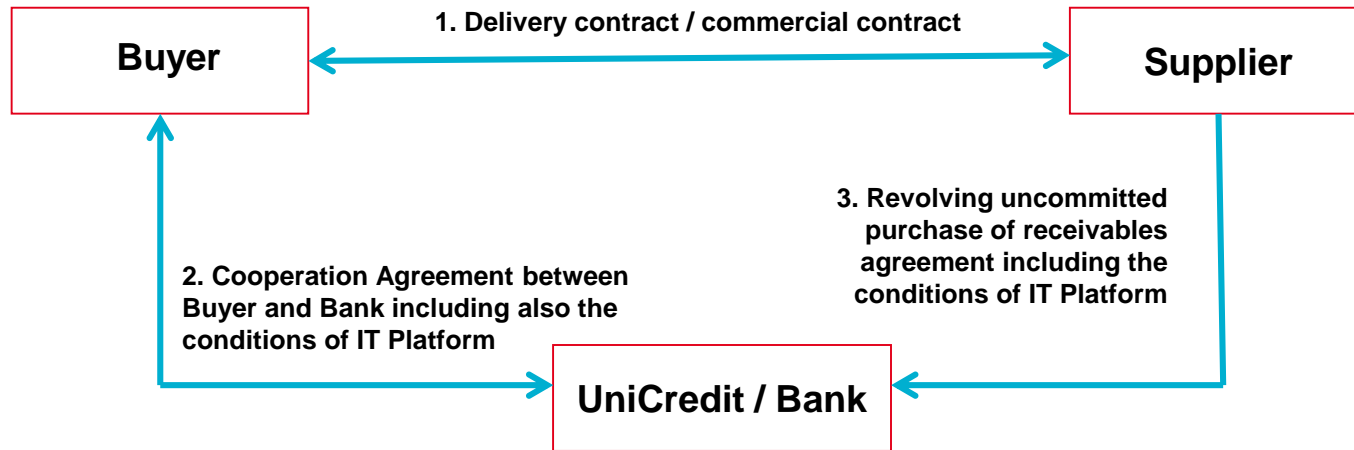 1. Delivery contract / commercial contract
Buyer
Supplier
3. Revolving uncommitted
purchase of receivables
agreement including the
conditions of IT Platform
2. Cooperation Agreement between
Buyer and Bank including also the
conditions of IT Platform
UniCredit / Bank